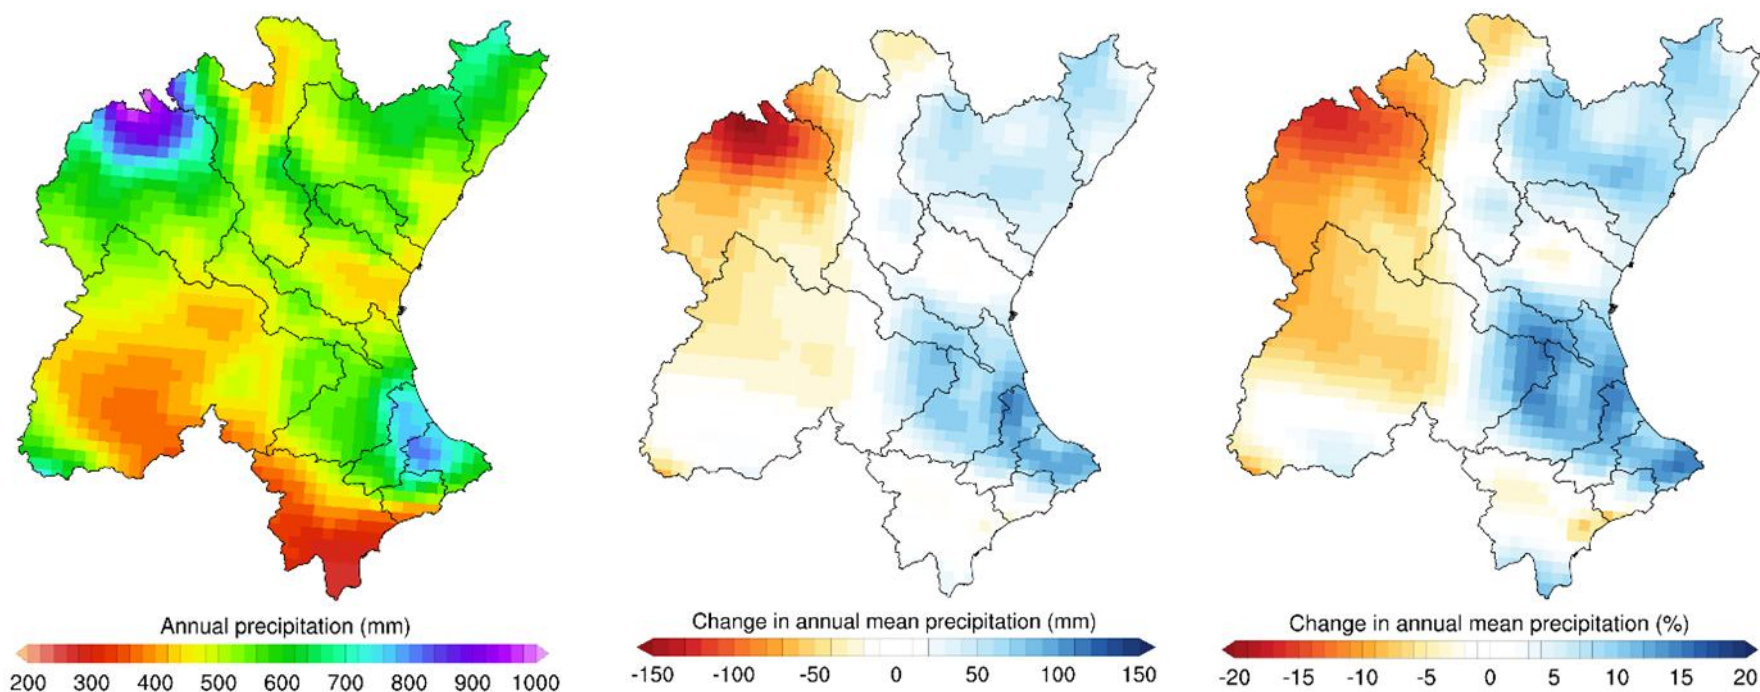 Annual precipitation (mm)
200 300 400 500 600 700 800 900 1000
Change in annual mean precipitation (mm)
-150 -100 -50 0 50 100 150
Change in annual mean precipitation (%)
-20 -15 -10 -5 0 5 10 15 20